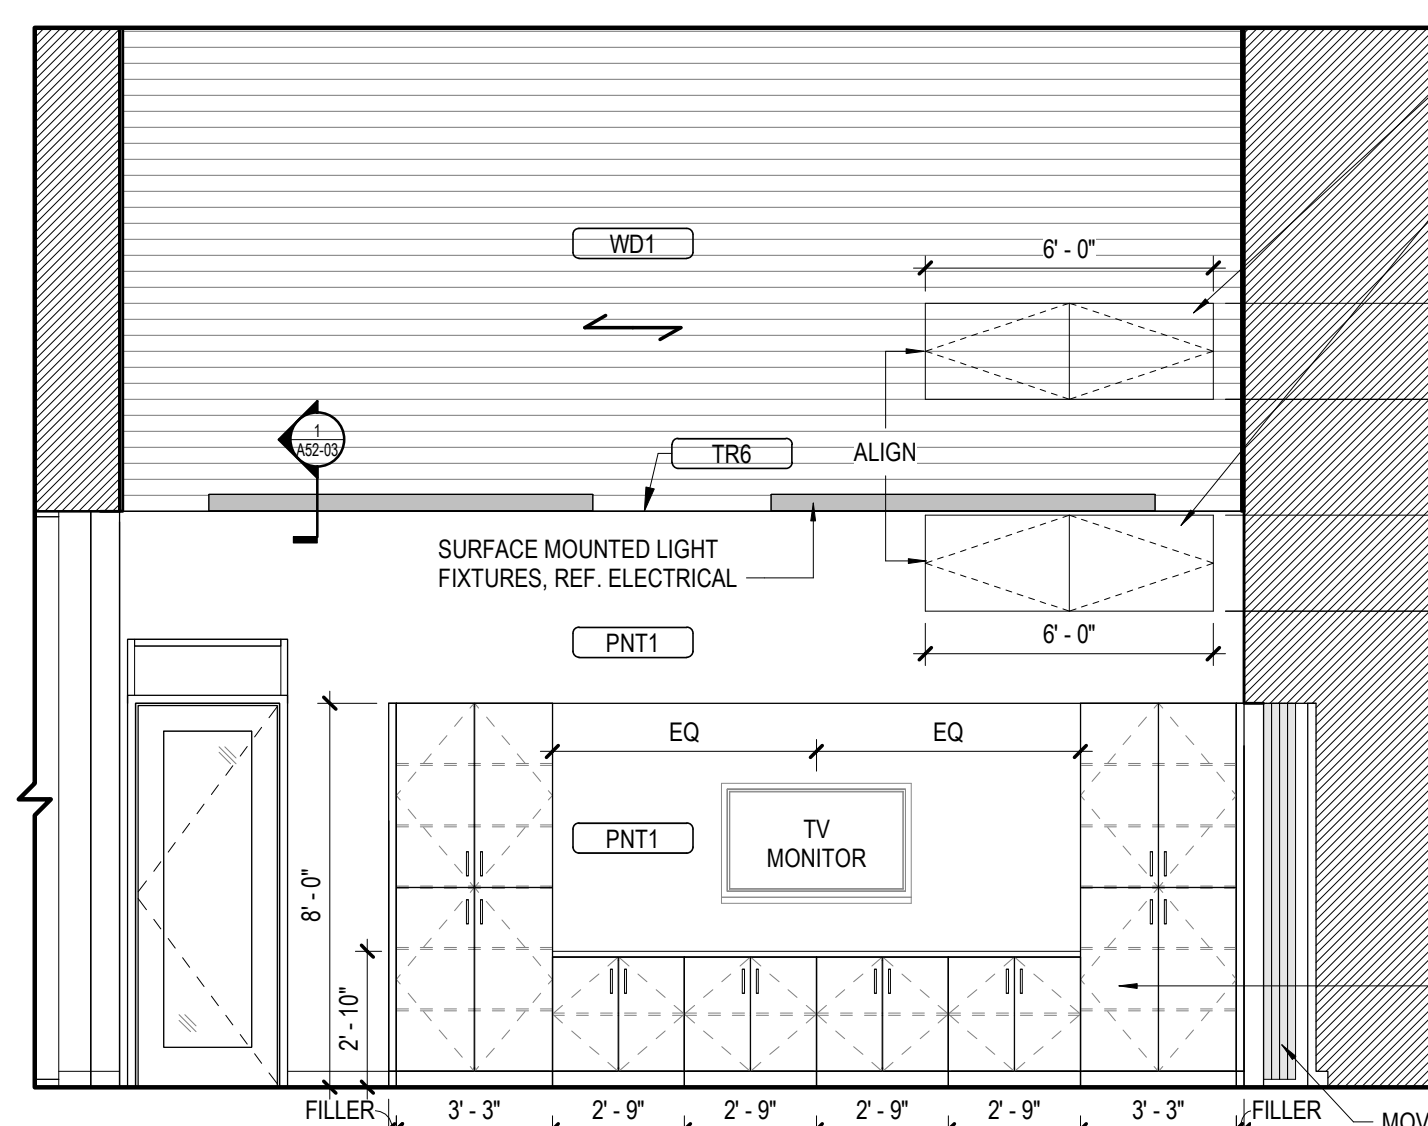 WD1
6' - 0"
1
A52-03
TR6
ALIGN
SURFACE MOUNTED LIGHT
FIXTURES, REF. ELECTRICAL
PNT1
6' - 0"
EQ
EQ
TV
MONITOR
PNT1
8' - 0"
2' - 10"
FILLER
3' - 3"
2' - 9"
2' - 9"
2' - 9"
2' - 9"
3' - 3"
FILLER
MOV